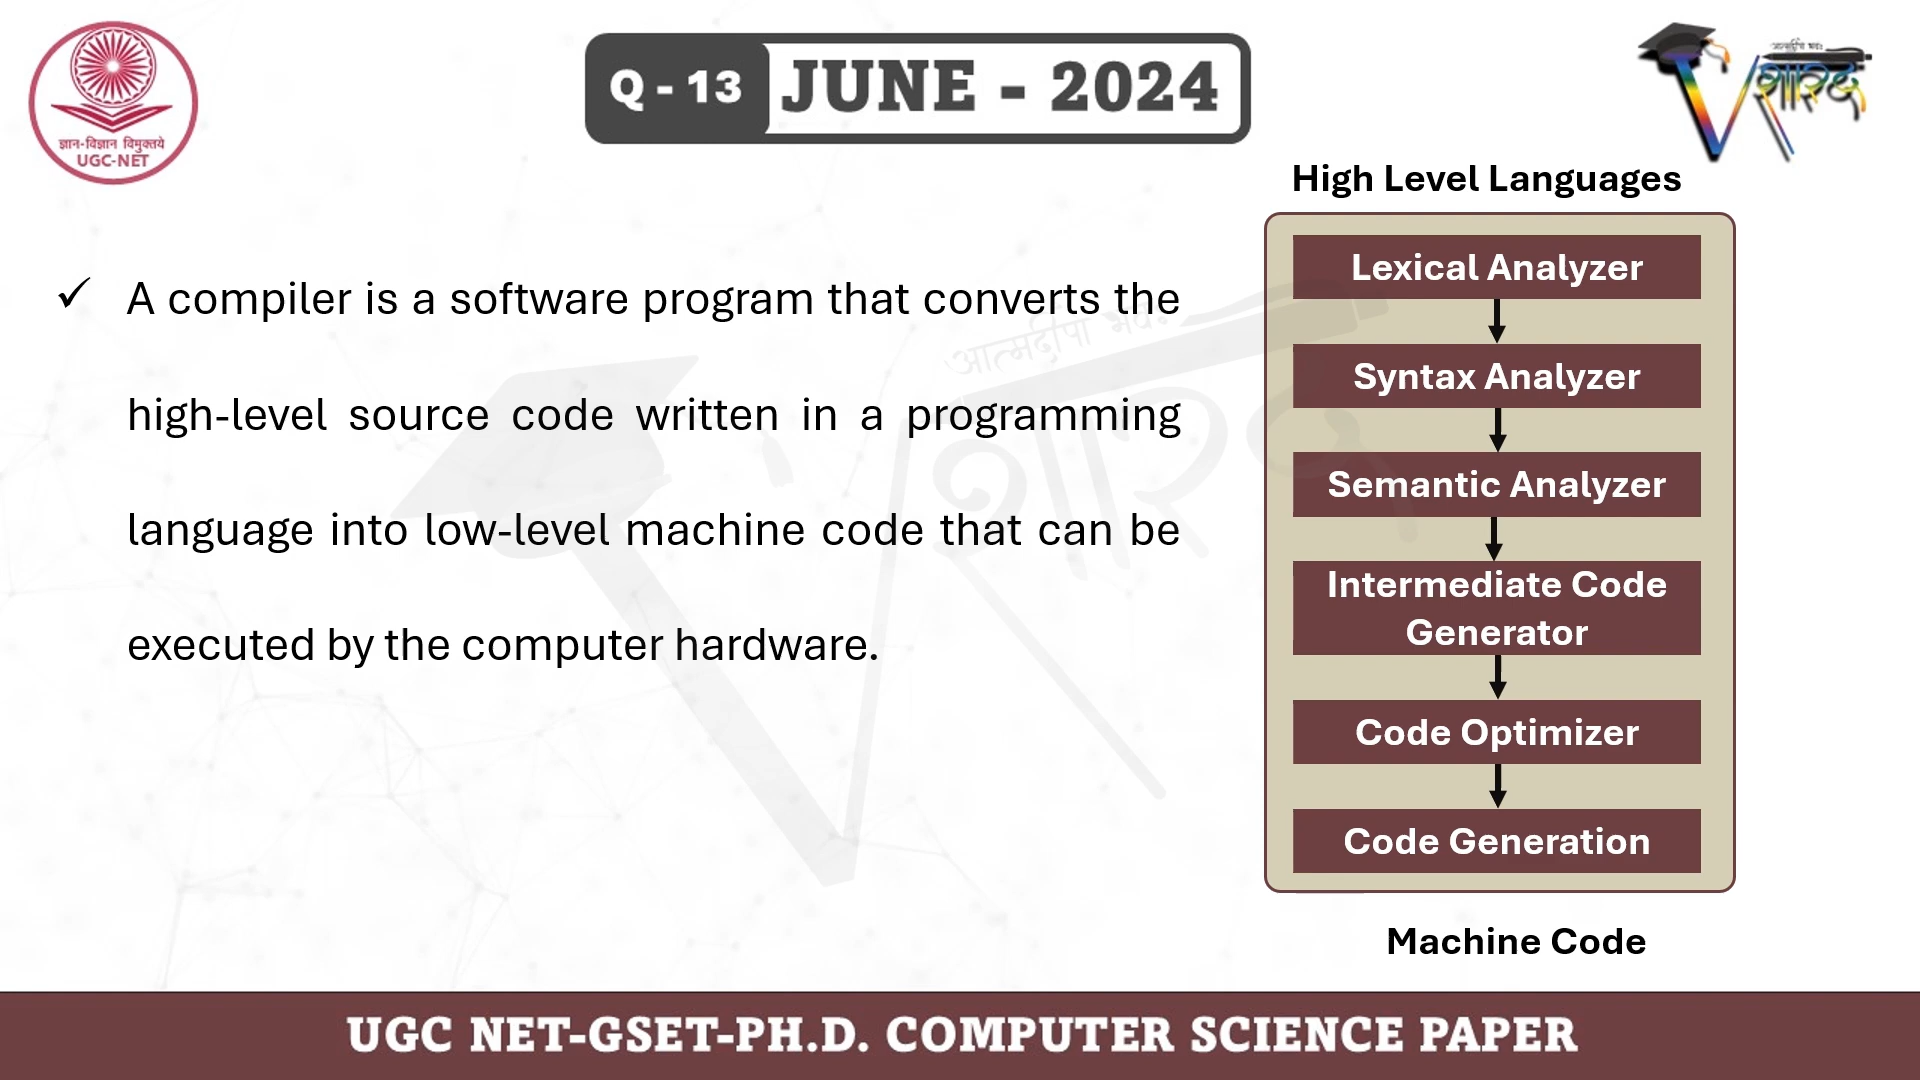 ज्ञान-विज्ञान विमुक्तये
UGC-NET
Q - 13
JUNE - 2024
शारद
High Level Languages
✓ A compiler is a software program that converts the
high-level source code written in a programming
language into low-level machine code that can be
executed by the computer hardware.
Lexical Analyzer
Syntax Analyzer
Semantic Analyzer
Intermediate Code
Generator
Code Optimizer
Code Generation
Machine Code
UGC NET-GSET-PH.D. COMPUTER SCIENCE PAPER